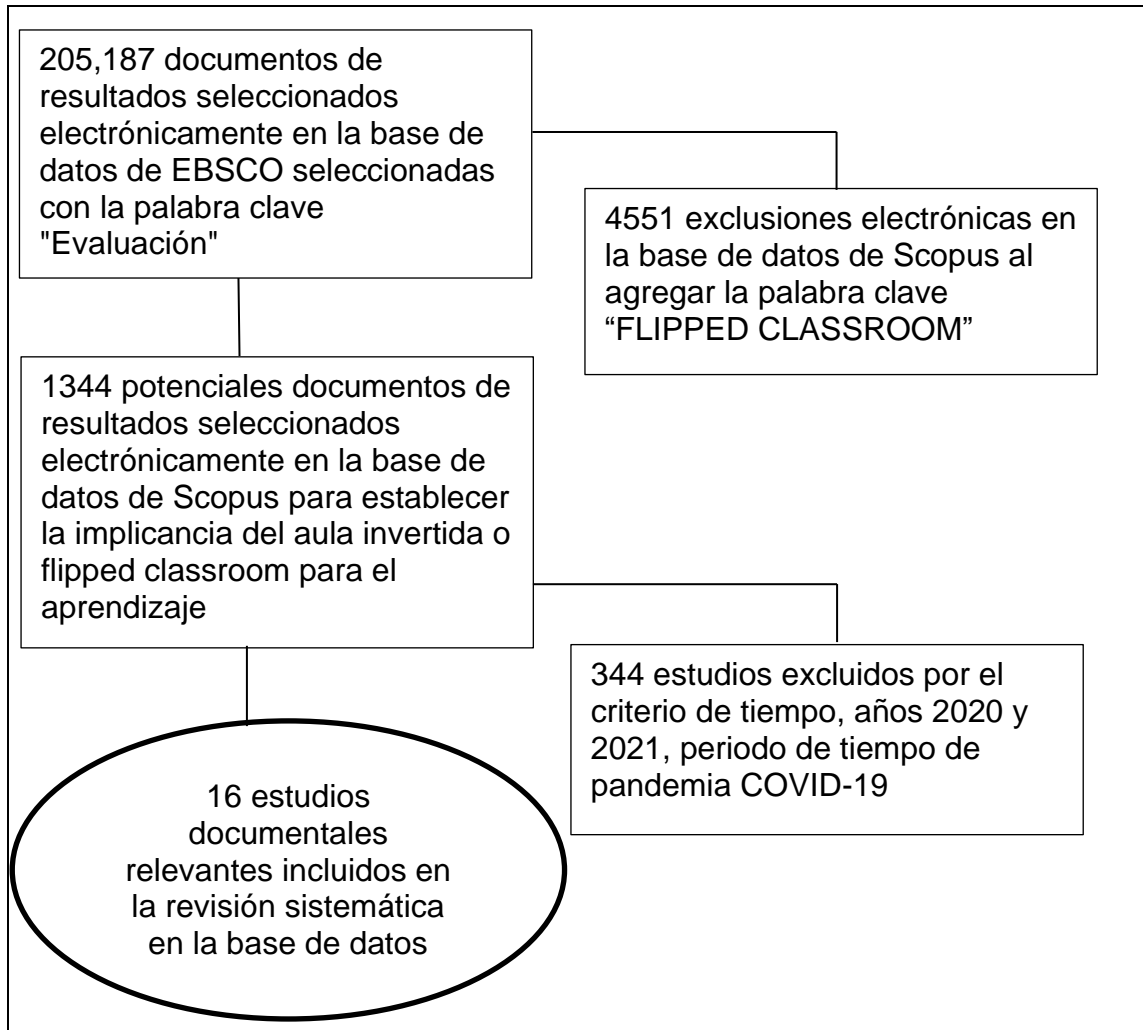 205,187 documentos de
resultados seleccionados
electrónicamente en la base de
datos de EBSCO seleccionadas
con la palabra clave
"Evaluación"
4551 exclusiones electrónicas en
la base de datos de Scopus al
agregar la palabra clave
“FLIPPED CLASSROOM”
1344 potenciales documentos de
resultados seleccionados
electrónicamente en la base de
datos de Scopus para establecer
la implicancia del aula invertida o
flipped classroom para el
aprendizaje
344 estudios excluidos por el
criterio de tiempo, años 2020 y
2021, periodo de tiempo de
pandemia COVID-19
16 estudios
documentales
relevantes incluidos en
la revisión sistemática
en la base de datos